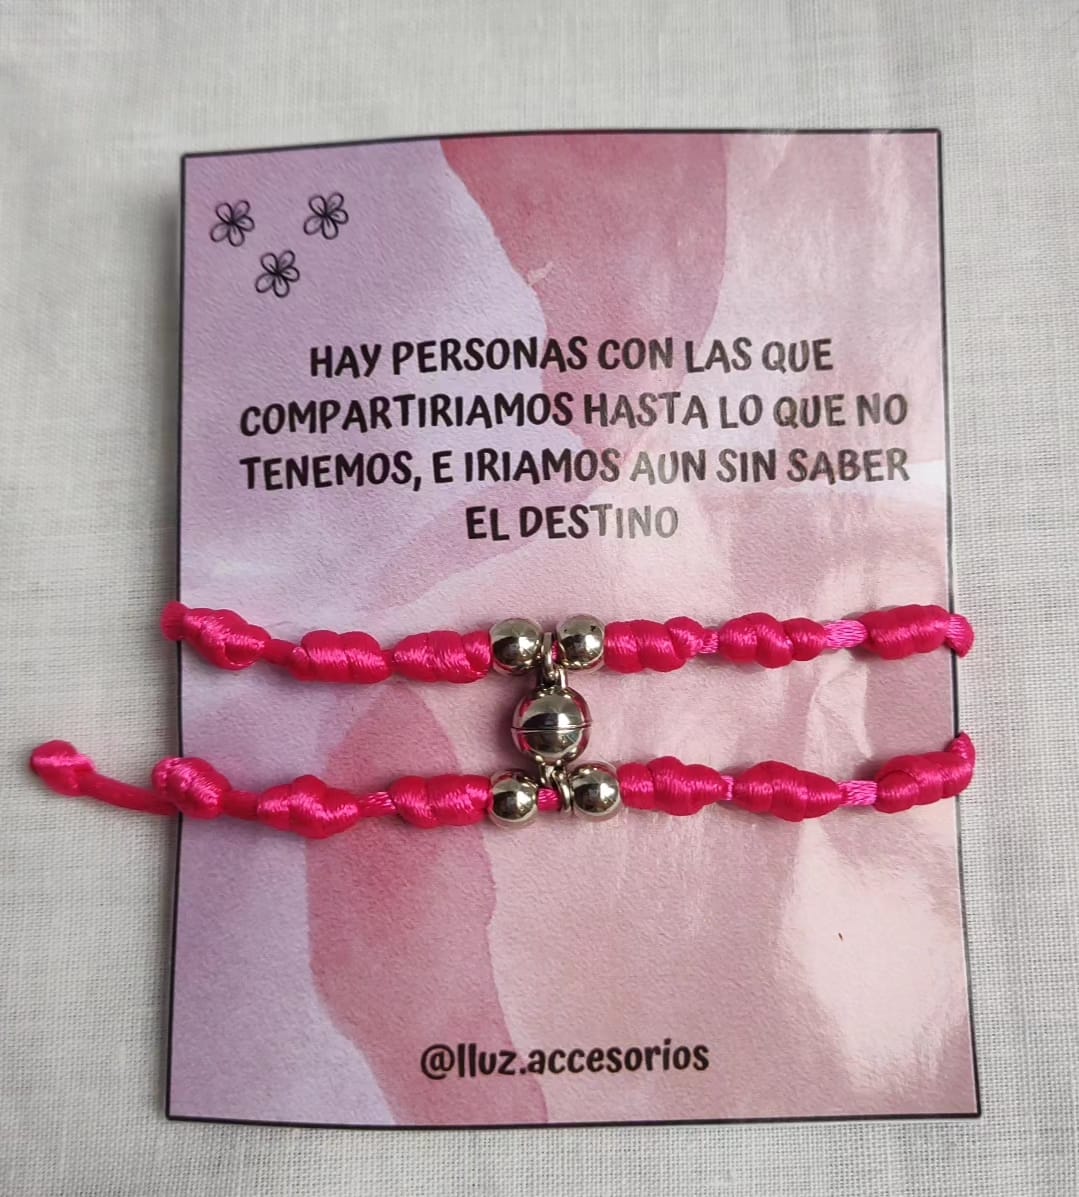 HAY PERSONAS CON LAS QUE
COMPARTIRIAMOS HASTA LO QUE NO
TENEMOS, E IRIAMOS AUN SIN SABER
EL DESTINO
@lluz.accesorios